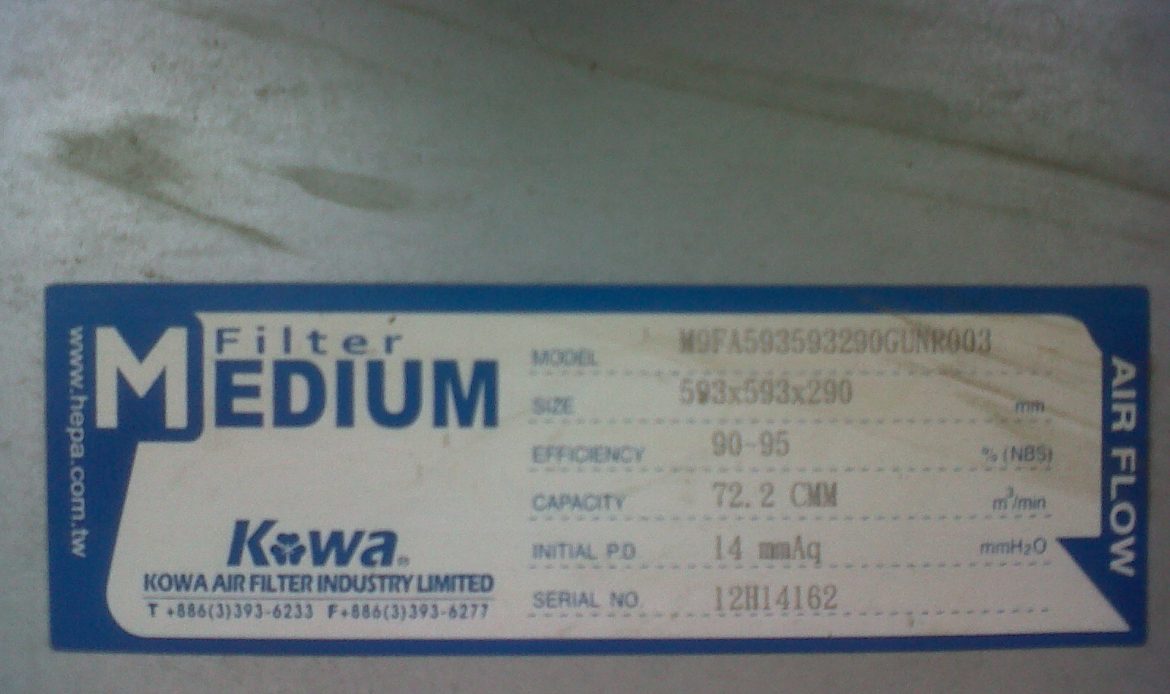 www.hepa.com.tw
Filter
MEDIUM
Kowa®
KOWA AIR FILTER INDUSTRY LIMITED
T +886(3)393-6233 F+886(3)393-6277
MODEL M9FA593593290GUNR003
SIZE 593x593x290 mm
EFFICIENCY 90-95 % (NBS)
CAPACITY 72.2 CMM m³/min
INITIAL P.D 14 mmAq mmH₂O
SERIAL NO. 12H14162
AIR FLOW